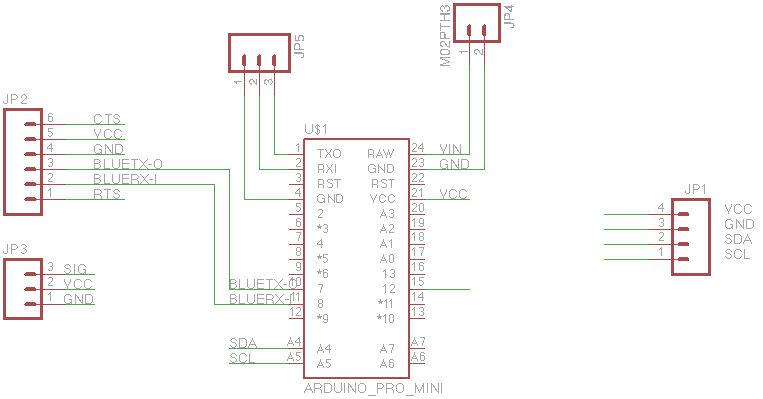 M02PTH3
JP4
1
2
JP5
1
2
3
JP2
6 CTS
5 VCC
4 GND
3 BLUETX-O
2 BLUERX-I
1 RTS
JP3
3 SIG
2 VCC
1 GND
U$1
1 TXO RAW 24 VIN
2 RXI GND 23 GND
3 RST RST 22
4 GND VCC 21 VCC
5 2 A3 20
6 *3 A2 19
7 4 A1 18
8 *5 A0 17
9 *6 13 16
BLUETX-O 10 7 12 15
BLUERX-I 11 8 *11 14
12 *9 *10 13
SDA A4 A4 A7 A7
SCL A5 A5 A6 A6
ARDUINO_PRO_MINI
JP1
4 VCC
3 GND
2 SDA
1 SCL